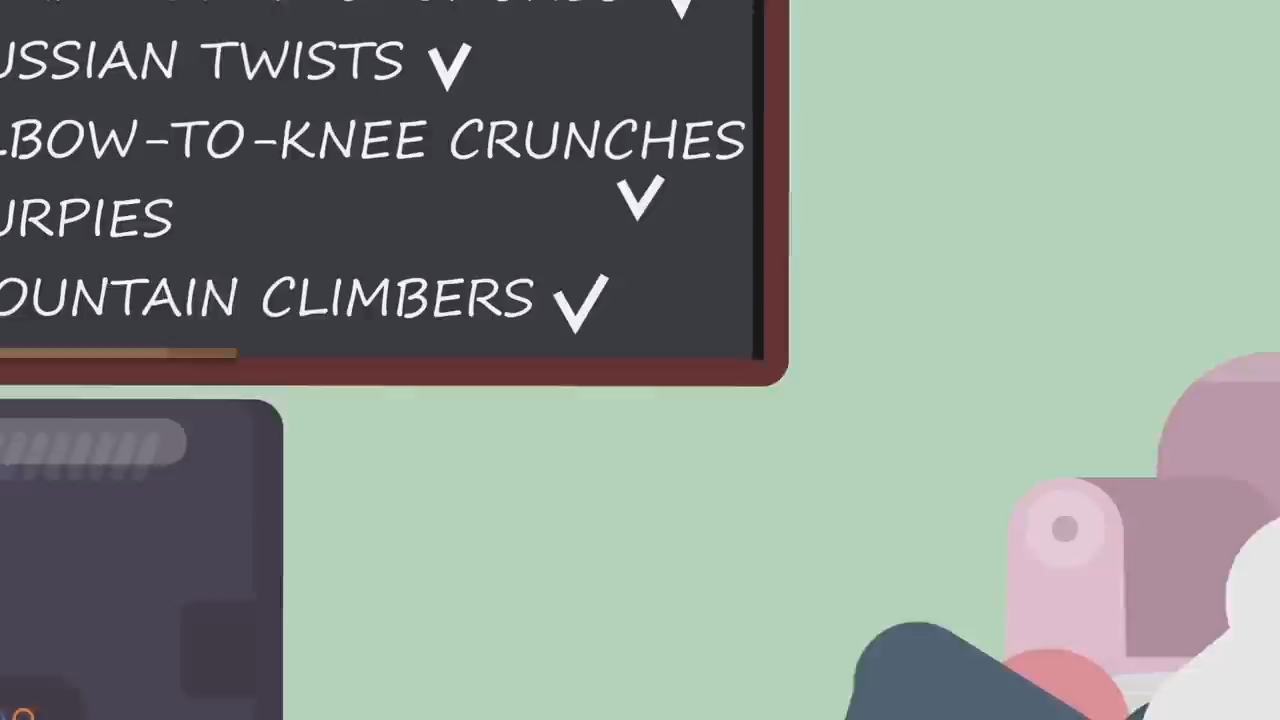 USSIAN TWISTS
LBOW-TO-KNEE CRUNCHES
URPIES
OUNTAIN CLIMBERS